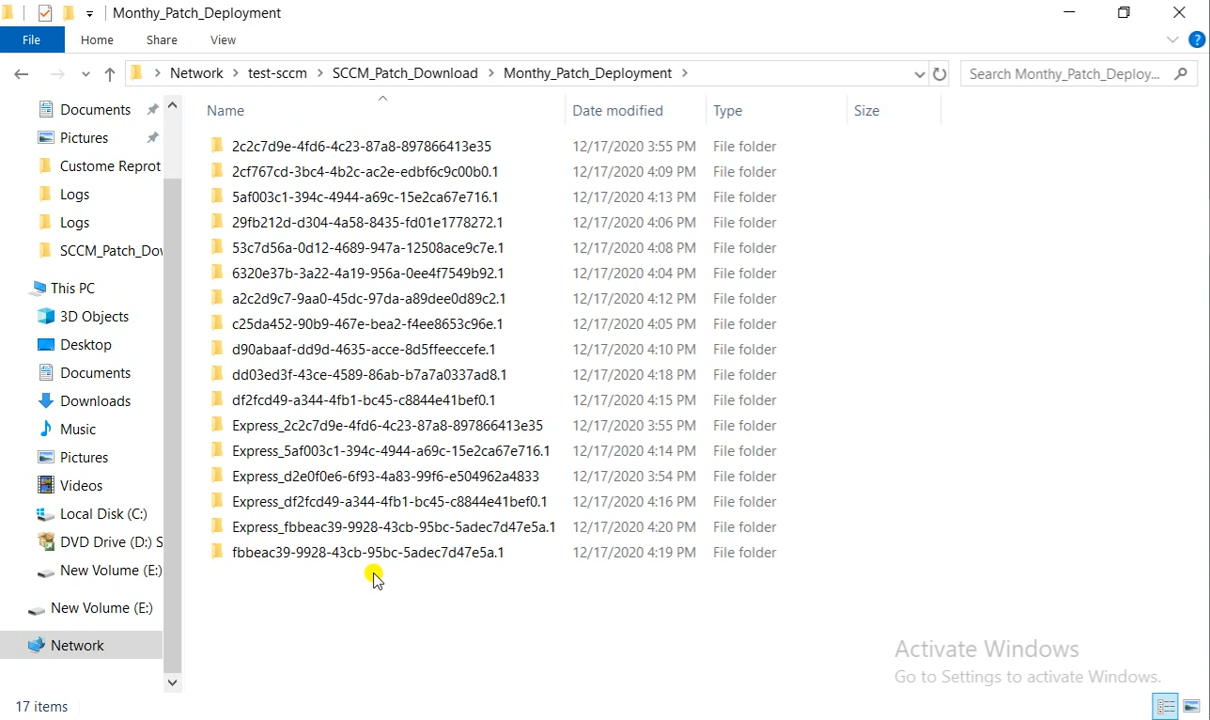 Monthy_Patch_Deployment
File Home Share View
Network test-sccm SCCM_Patch_Download Monthy_Patch_Deployment Search Monthy_Patch_Deploy...
Name Date modified Type Size
Documents
Pictures
Custome Reprot
Logs
Logs
SCCM_Patch_Dov
This PC
3D Objects
Desktop
Documents
Downloads
Music
Pictures
Videos
Local Disk (C:)
DVD Drive (D:) S
New Volume (E:)
New Volume (E:)
Network
2c2c7d9e-4fd6-4c23-87a8-897866413e35 12/17/2020 3:55 PM File folder
2cf767cd-3bc4-4b2c-ac2e-edbf6c9c00b0.1 12/17/2020 4:09 PM File folder
5af003c1-394c-4944-a69c-15e2ca67e716.1 12/17/2020 4:13 PM File folder
29fb212d-d304-4a58-8435-fd01e1778272.1 12/17/2020 4:06 PM File folder
53c7d56a-0d12-4689-947a-12508ace9c7e.1 12/17/2020 4:08 PM File folder
6320e37b-3a22-4a19-956a-0ee4f7549b92.1 12/17/2020 4:04 PM File folder
a2c2d9c7-9aa0-45dc-97da-a89dee0d89c2.1 12/17/2020 4:12 PM File folder
c25da452-90b9-467e-bea2-f4ee8653c96e.1 12/17/2020 4:05 PM File folder
d90abaaf-dd9d-4635-acce-8d5ffeeccefe.1 12/17/2020 4:10 PM File folder
dd03ed3f-43ce-4589-86ab-b7a7a0337ad8.1 12/17/2020 4:18 PM File folder
df2fcd49-a344-4fb1-bc45-c8844e41bef0.1 12/17/2020 4:15 PM File folder
Express_2c2c7d9e-4fd6-4c23-87a8-897866413e35 12/17/2020 3:55 PM File folder
Express_5af003c1-394c-4944-a69c-15e2ca67e716.1 12/17/2020 4:14 PM File folder
Express_d2e0f0e6-6f93-4a83-99f6-e504962a4833 12/17/2020 3:54 PM File folder
Express_df2fcd49-a344-4fb1-bc45-c8844e41bef0.1 12/17/2020 4:16 PM File folder
Express_fbbeac39-9928-43cb-95bc-5adec7d47e5a.1 12/17/2020 4:20 PM File folder
fbbeac39-9928-43cb-95bc-5adec7d47e5a.1 12/17/2020 4:19 PM File folder
Activate Windows
Go to Settings to activate Windows.
17 items